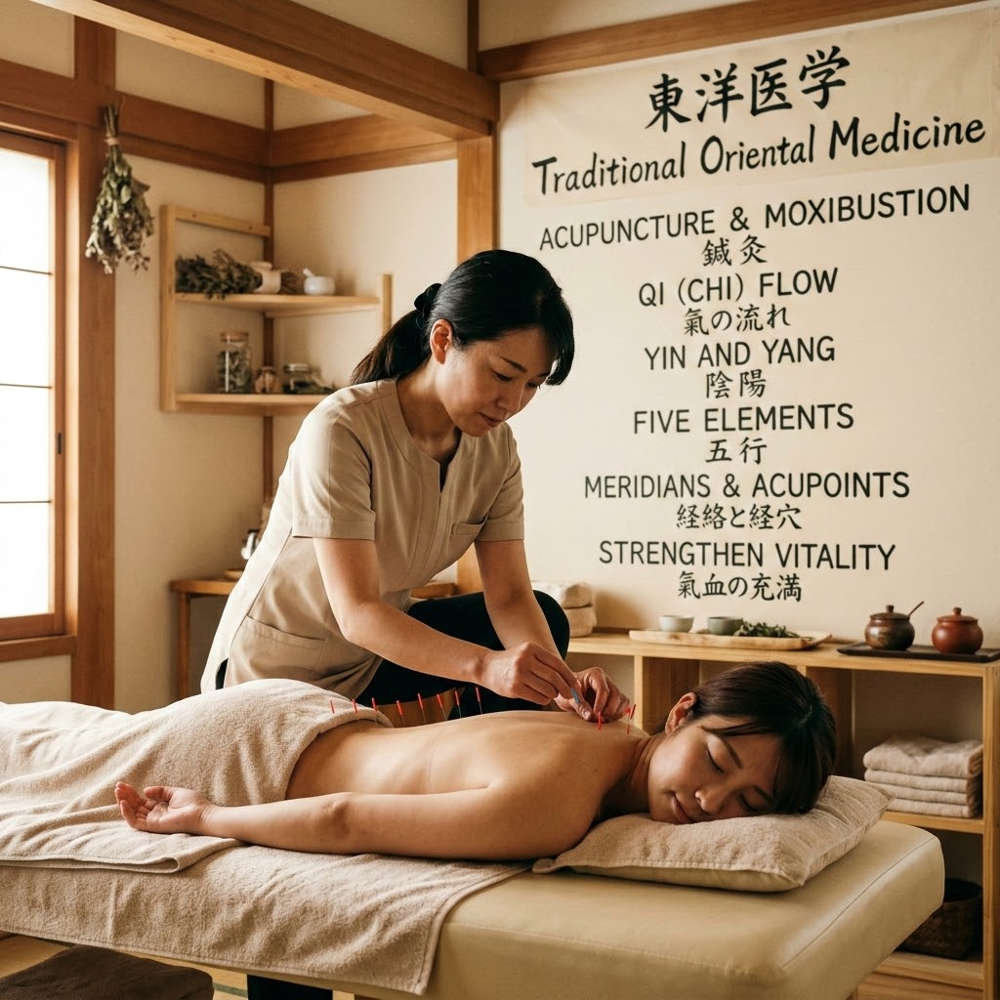 東洋医学
Traditional Oriental Medicine
ACUPUNCTURE & MOXIBUSTION
鍼灸
QI (CHI) FLOW
氣の流れ
YIN AND YANG
陰陽
FIVE ELEMENTS
五行
MERIDIANS & ACUPOINTS
経絡と経穴
STRENGTHEN VITALITY
氣血の充満